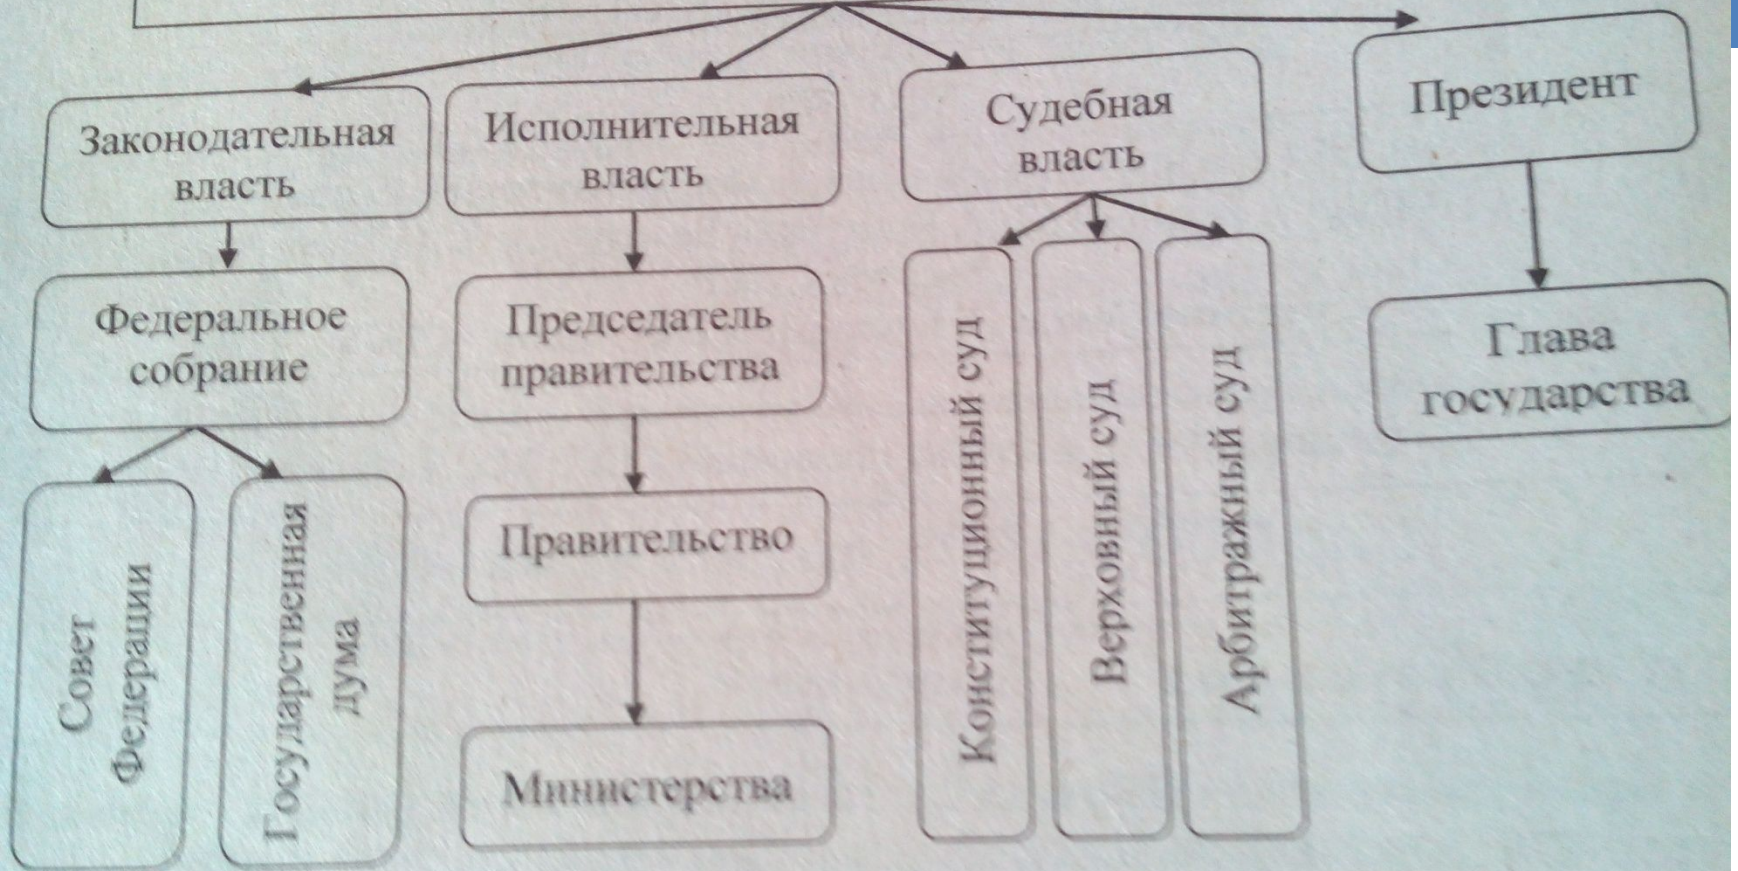 Законодательная
власть
Исполнительная
власть
Судебная
власть
Президент
Федеральное
собрание
Председатель
правительства
Конституционный суд
Верховный суд
Арбитражный суд
Глава
государства
Совет
Федерации
Государственная
дума
Правительство
Министерства